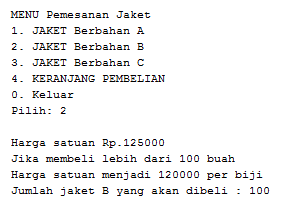 MENU Pemesanan Jaket
1. JAKET Berbahan A
2. JAKET Berbahan B
3. JAKET Berbahan C
4. KERANJANG PEMBELIAN
0. Keluar
Pilih: 2
Harga satuan Rp.125000
Jika membeli lebih dari 100 buah
Harga satuan menjadi 120000 per biji
Jumlah jaket B yang akan dibeli : 100